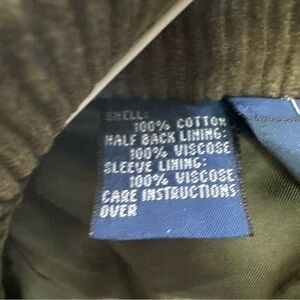 SHELL:
100% COTTON
HALF BACK LINING:
100% VISCOSE
SLEEVE LINING:
100% VISCOSE
CARE INSTRUCTIONS
OVER